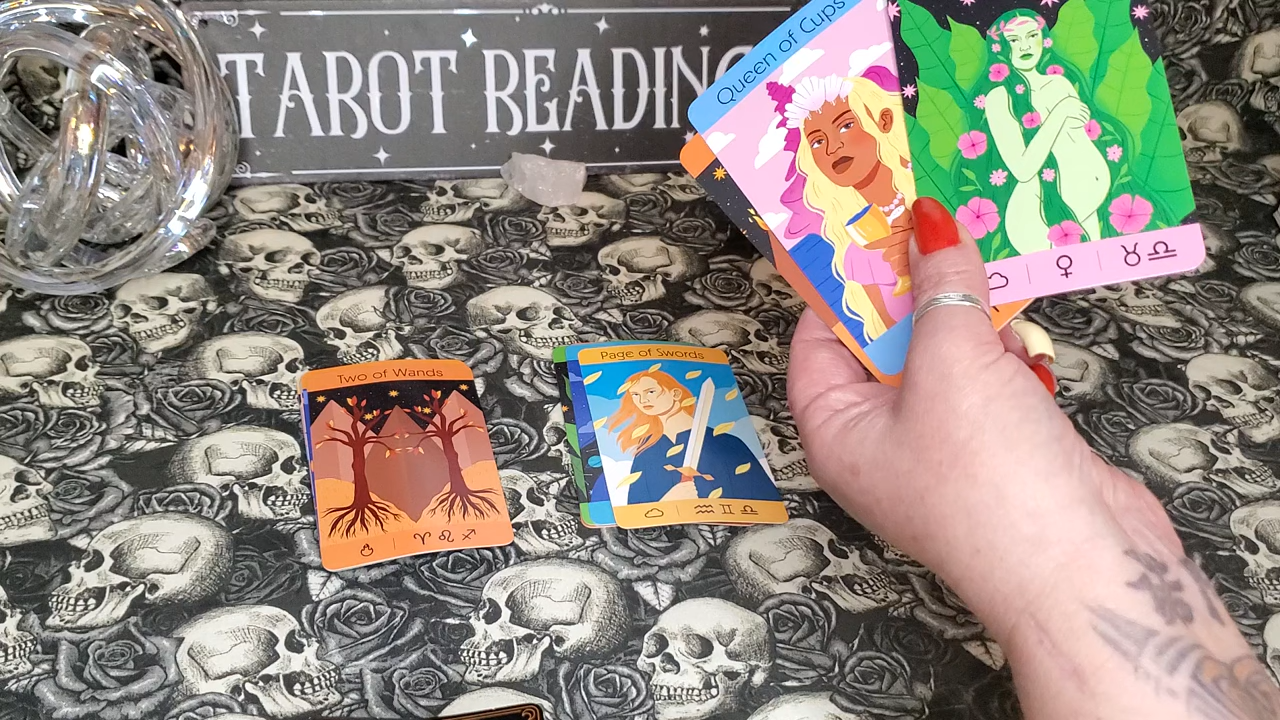 TAROT READING
Queen of Cups
Two of Wands
Page of Swords